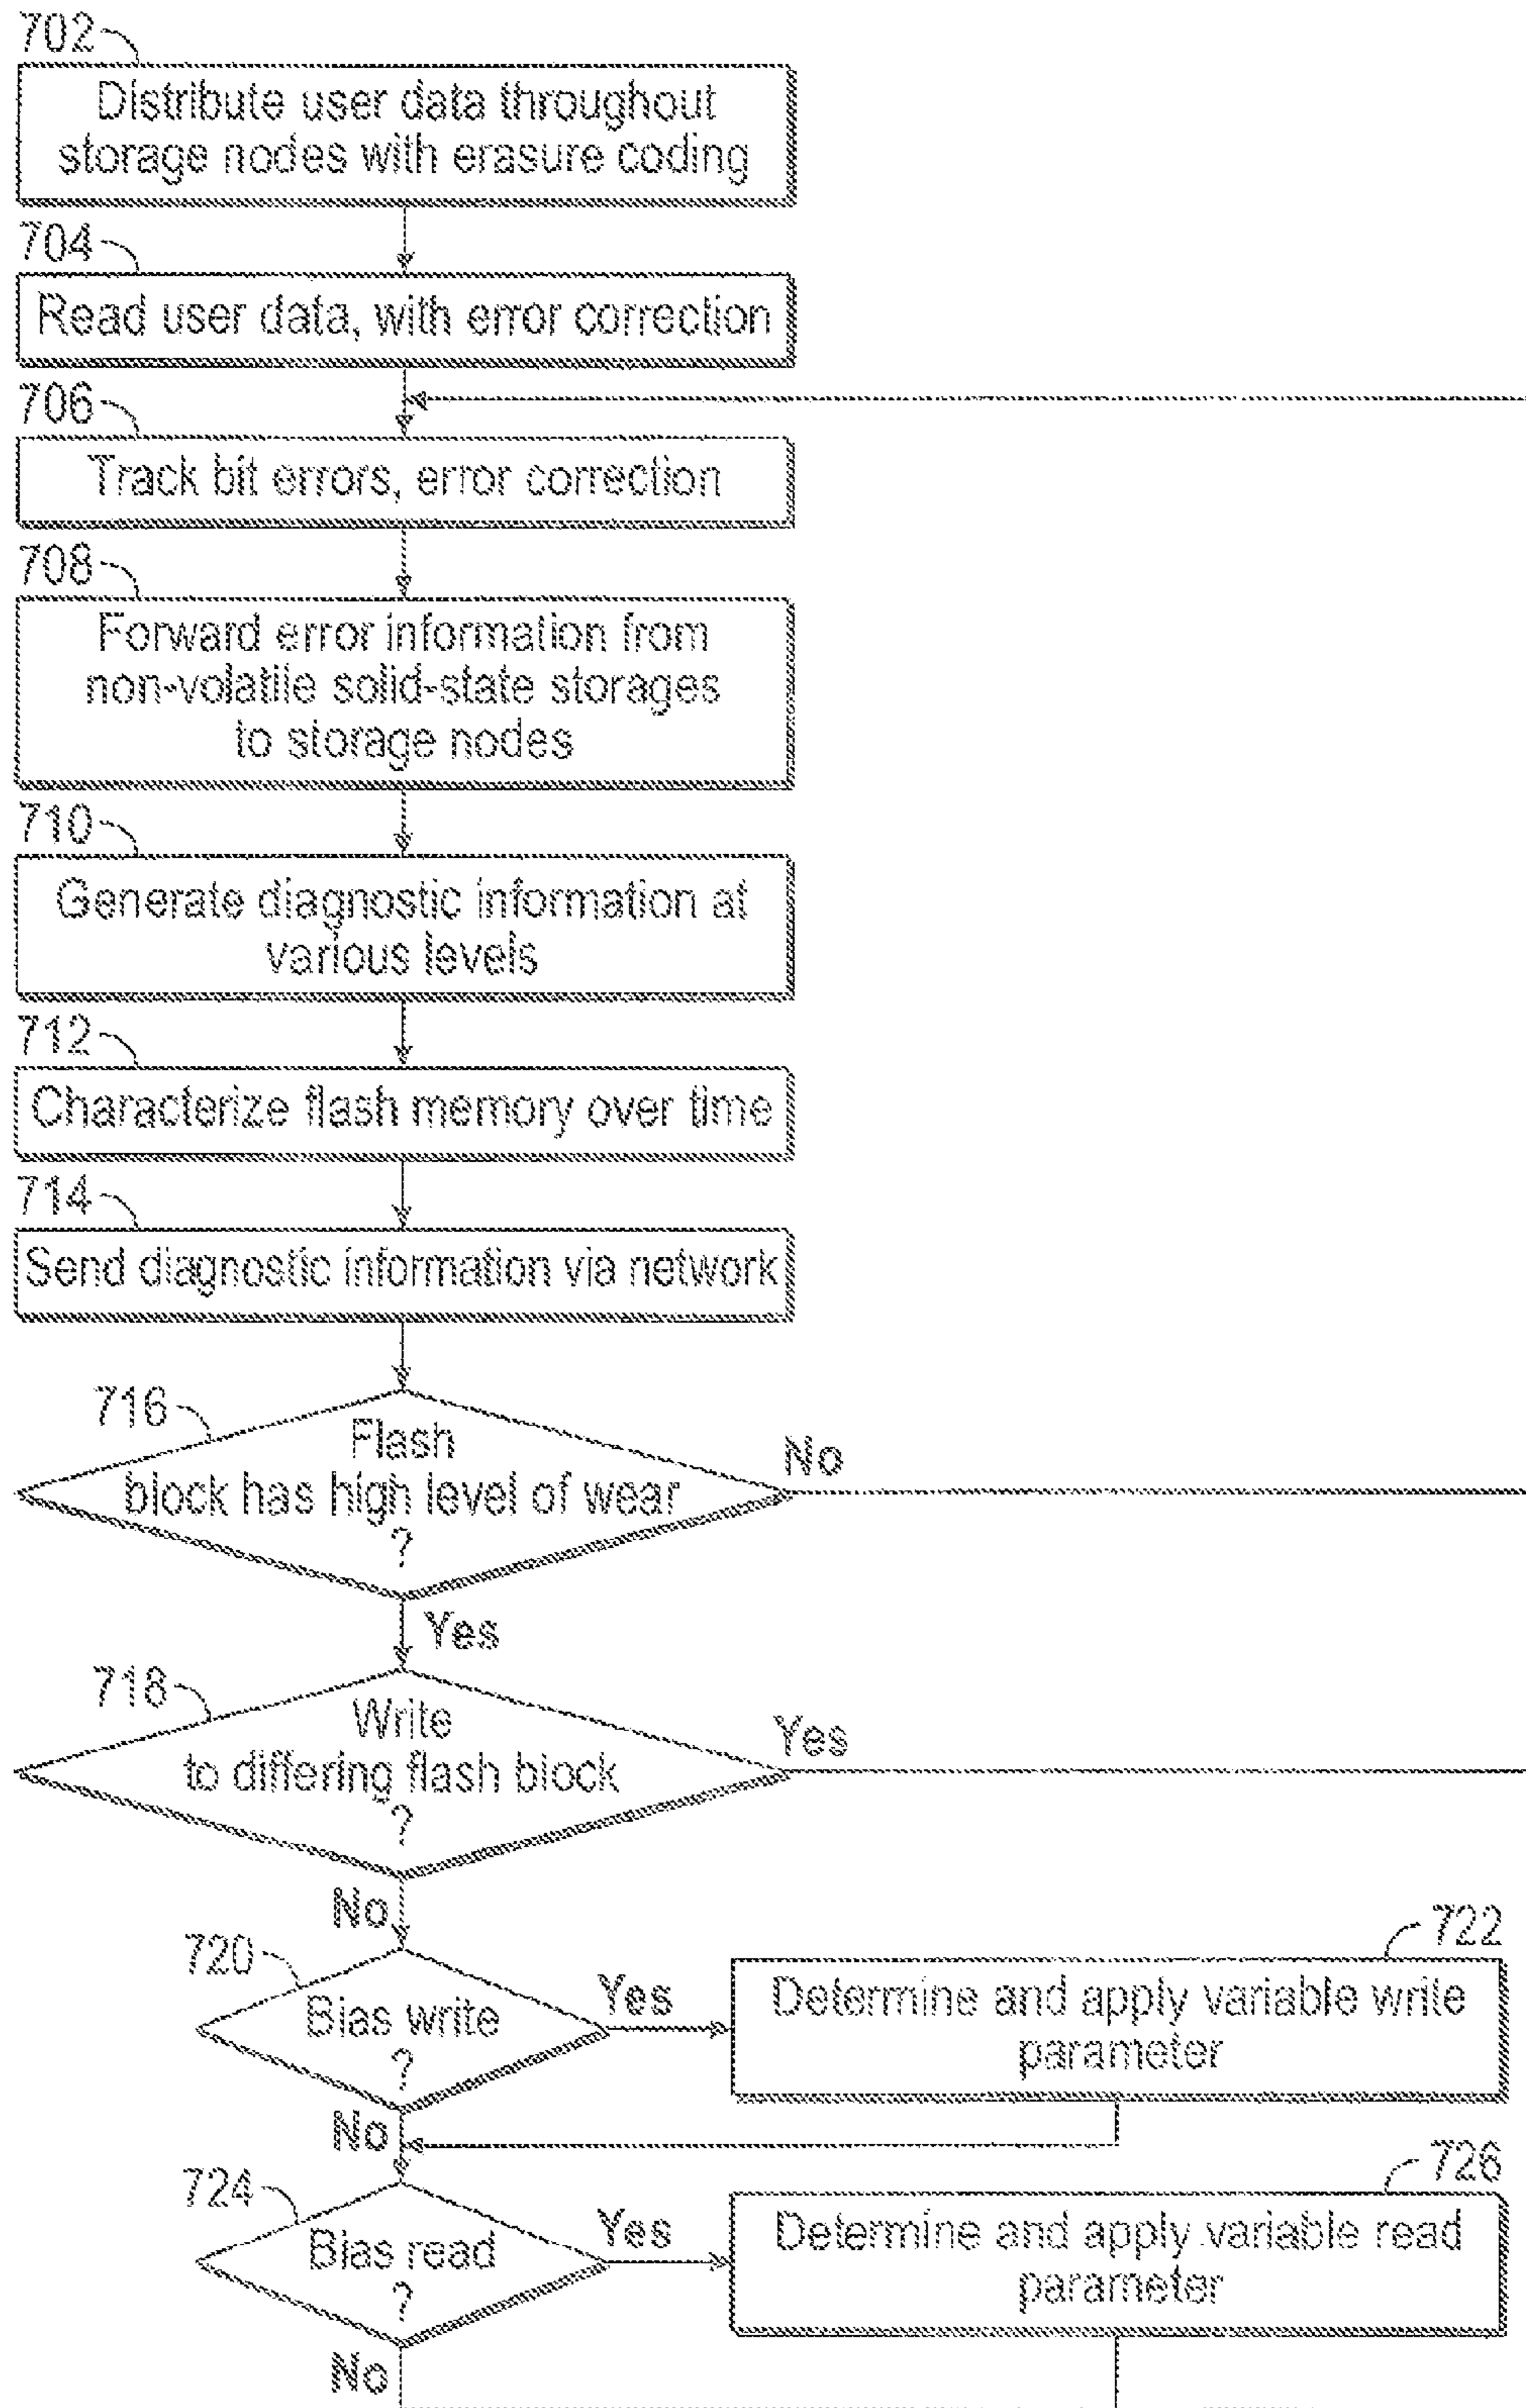 702
Distribute user data throughout
storage nodes with erasure coding
704
Read user data, with error correction
706
Track bit errors, error correction
708
Forward error information from
non-volatile solid-state storages
to storage nodes
710
Generate diagnostic information at
various levels
712
Characterize flash memory over time
714
Send diagnostic information via network
716
Flash
block has high level of wear
?
No
Yes
718
Write
to differing flash block
?
Yes
No
720
Bias write
?
Yes
722
Determine and apply variable write
parameter
No
724
Bias read
?
Yes
726
Determine and apply variable read
parameter
No